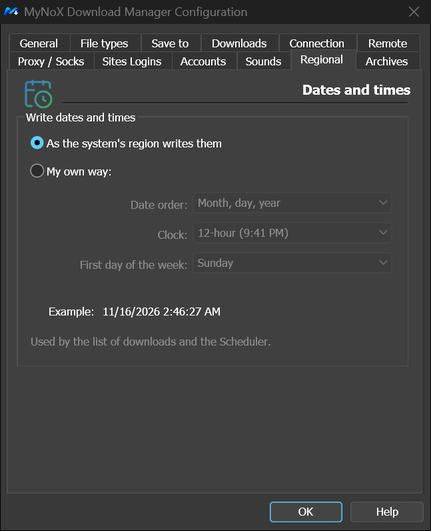 MyNoX Download Manager Configuration
General File types Save to Downloads Connection Remote
Proxy / Socks Sites Logins Accounts Sounds Regional Archives
Dates and times
Write dates and times
As the system's region writes them
My own way:
Date order: Month, day, year
Clock: 12-hour (9:41 PM)
First day of the week: Sunday
Example: 11/16/2026 2:46:27 AM
Used by the list of downloads and the Scheduler.
OK Help